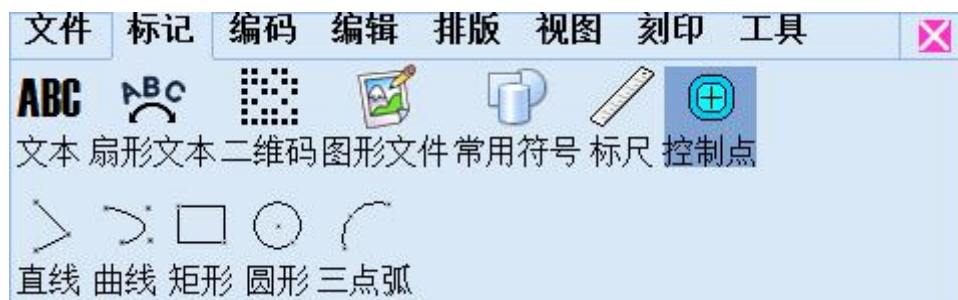 文件 标记 编码 编辑 排版 视图 刻印 工具
ABC ABC
文本 扇形文本 二维码 图形文件 常用符号 标尺 控制点
直线 曲线 矩形 圆形 三点弧